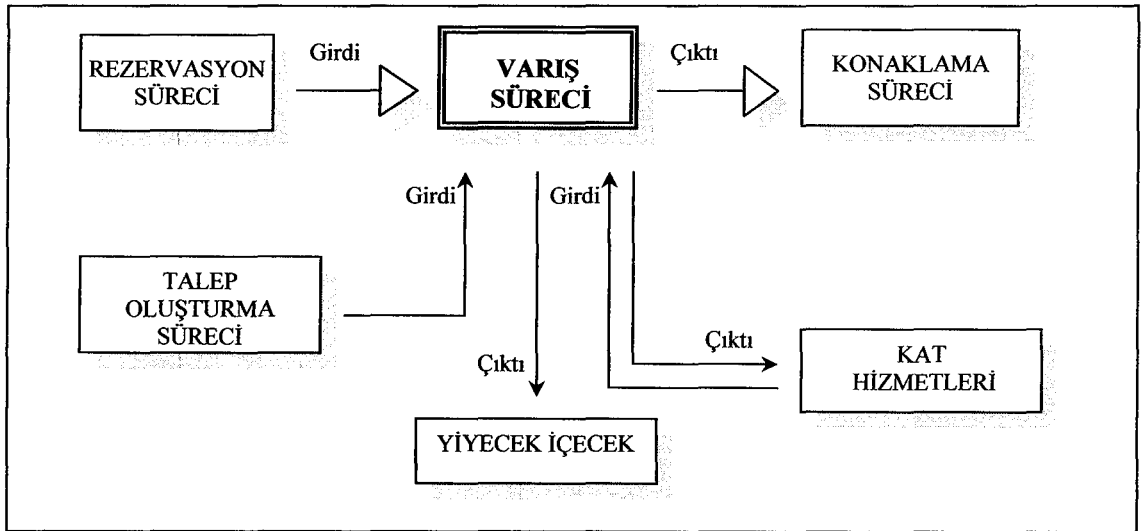 REZERVASYON
SÜRECİ
Girdi
VARIŞ
SÜRECİ
Çıktı
KONAKLAMA
SÜRECİ
Girdi
Girdi
TALEP
OLUŞTURMA
SÜRECİ
Çıktı
Çıktı
KAT
HİZMETLERİ
YİYECEK İÇECEK